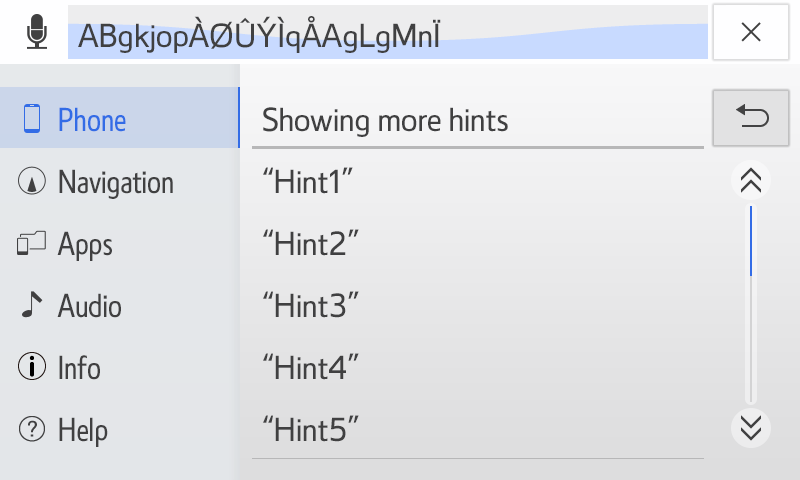 ABgkjopÀØÛÝÌqÅAgLgMnÏ
Phone
Showing more hints
Navigation
“Hint1”
Apps
“Hint2”
Audio
“Hint3”
Info
“Hint4”
Help
“Hint5”